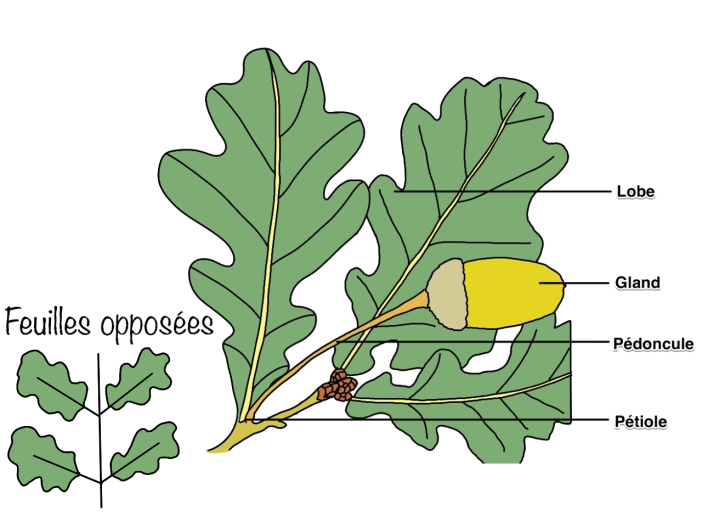 Lobe
Gland
Feuilles opposées
Pédoncule
Pétiole